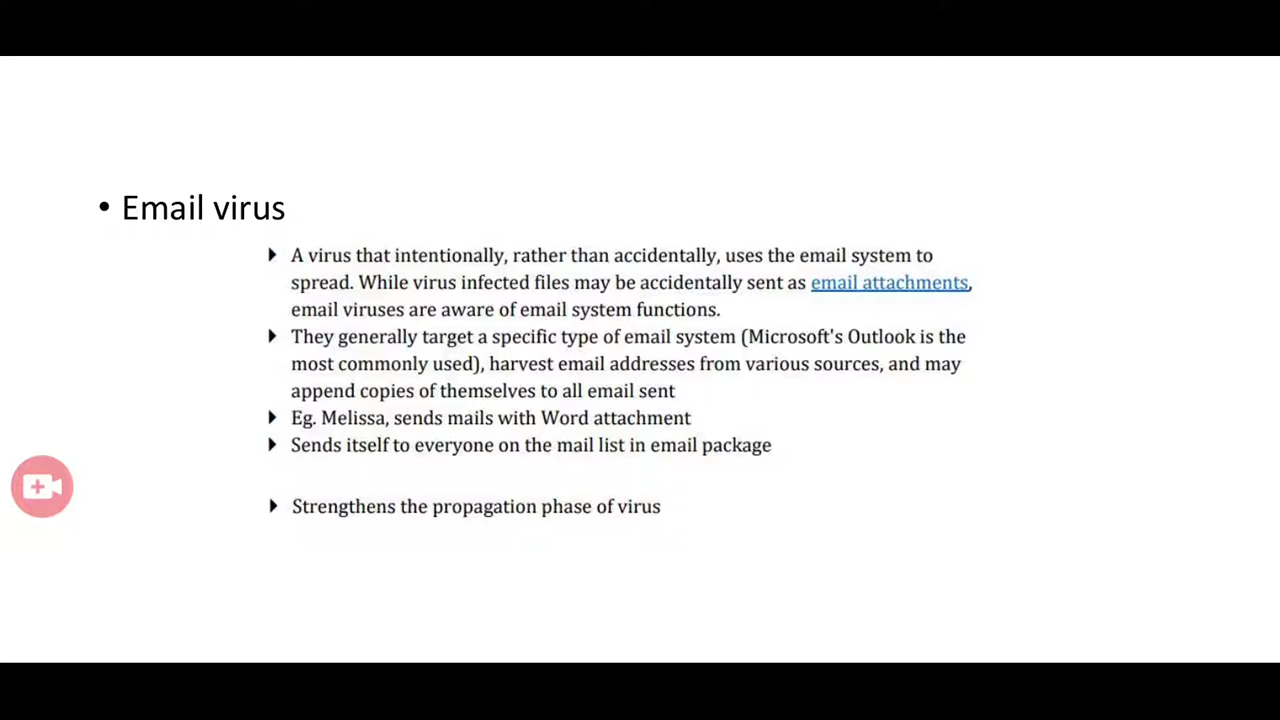 • Email virus
A virus that intentionally, rather than accidentally, uses the email system to
spread. While virus infected files may be accidentally sent as email attachments,
email viruses are aware of email system functions.
They generally target a specific type of email system (Microsoft's Outlook is the
most commonly used), harvest email addresses from various sources, and may
append copies of themselves to all email sent
Eg. Melissa, sends mails with Word attachment
Sends itself to everyone on the mail list in email package
Strengthens the propagation phase of virus